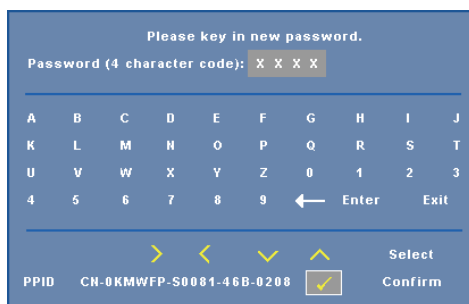 Please key in new password.
Password (4 character code): X X X X
A B C D E F G H I J
K L M N O P Q R S T
U V W X Y Z 0 1 2 3
4 5 6 7 8 9 ← Enter Exit
Select
PPID CN-0KMWFP-S0081-46B-0208 ✓ Confirm